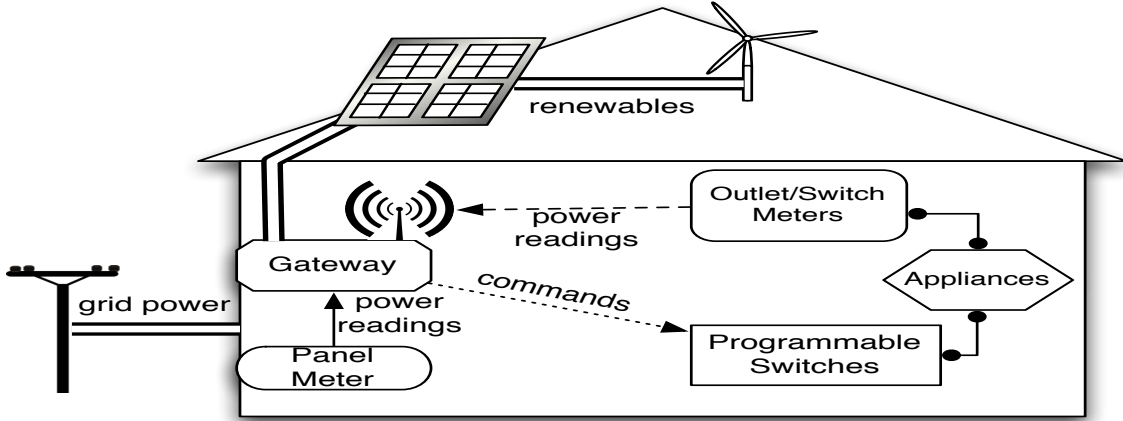 renewables
Outlet/Switch
Meters
power
readings
Gateway
commands
Appliances
grid power
power
readings
Programmable
Switches
Panel
Meter